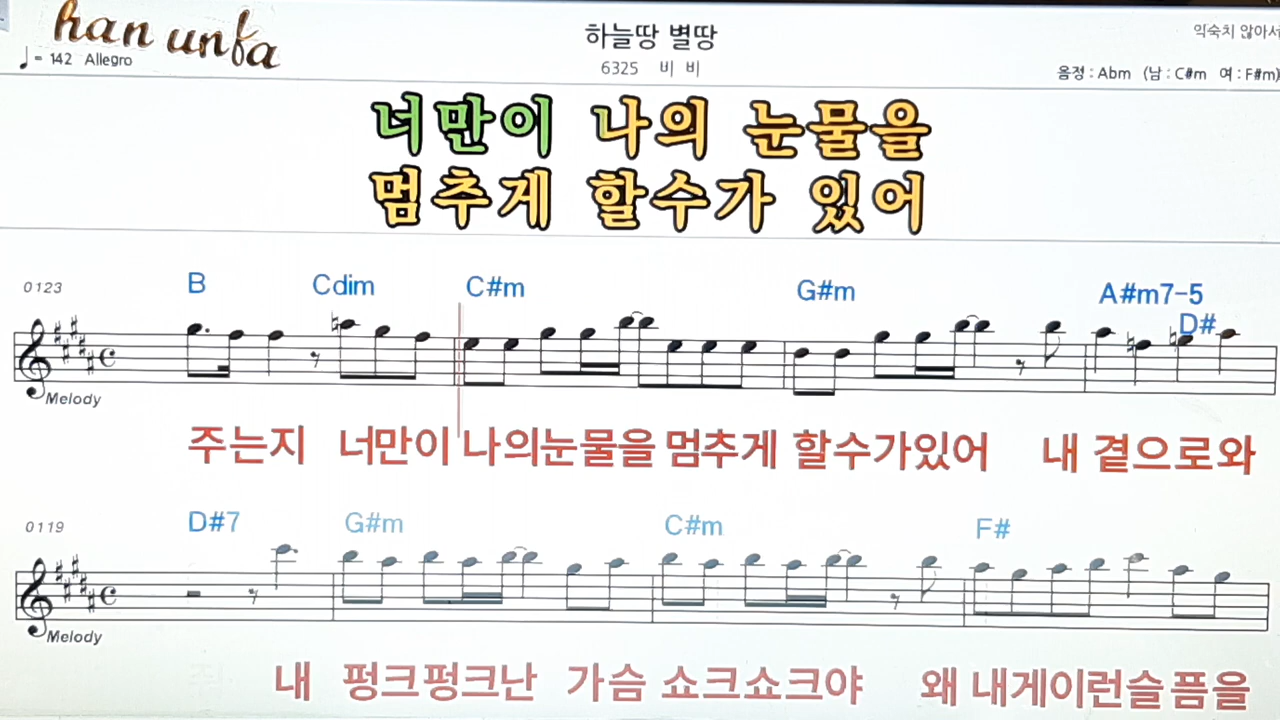 han unfa
하늘땅 별땅
익숙치 않아서
♩= 142 Allegro
6325 비 비
음정 : Abm (남 : C#m 여 : F#m)
너만이 나의 눈물을
멈추게 할수가 있어
0123
B Cdim C#m G#m A#m7-5 D#
Melody
주는지 너만이 나의눈물을 멈추게 할수가있어 내 곁으로와
0119
D#7 G#m C#m F#
Melody
내 펑크펑크난 가슴 쇼크쇼크야 왜 내게이런슬픔을